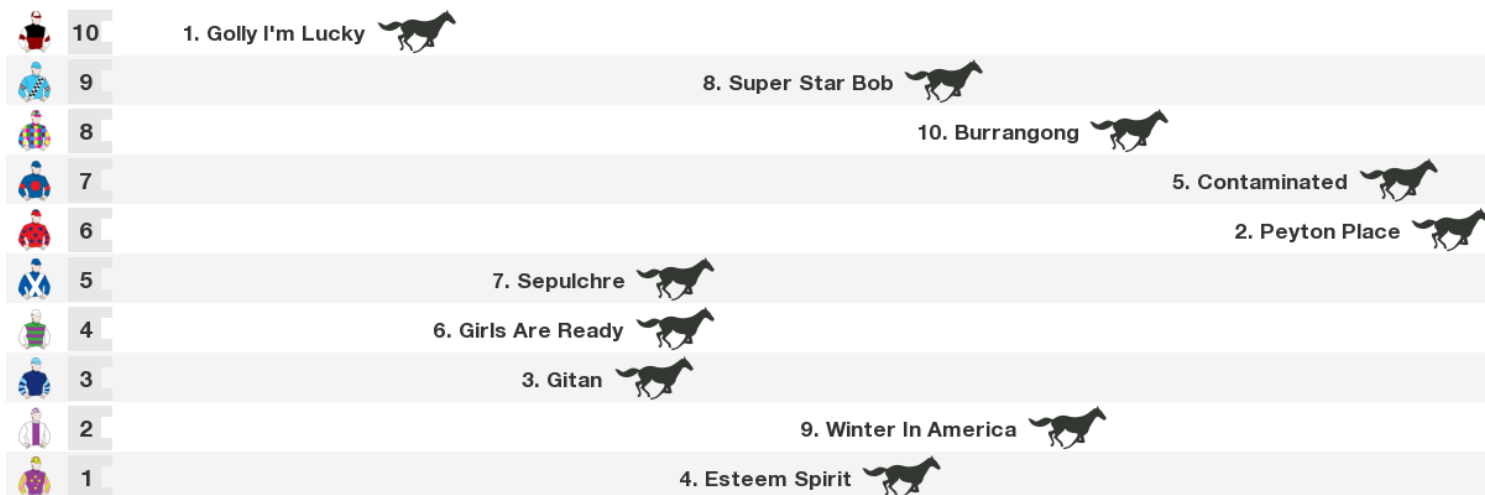 10 1. Golly I'm Lucky
9 8. Super Star Bob
8 10. Burrangong
7 5. Contaminated
6 2. Peyton Place
5 7. Sepulchre
4 6. Girls Are Ready
3 3. Gitan
2 9. Winter In America
1 4. Esteem Spirit